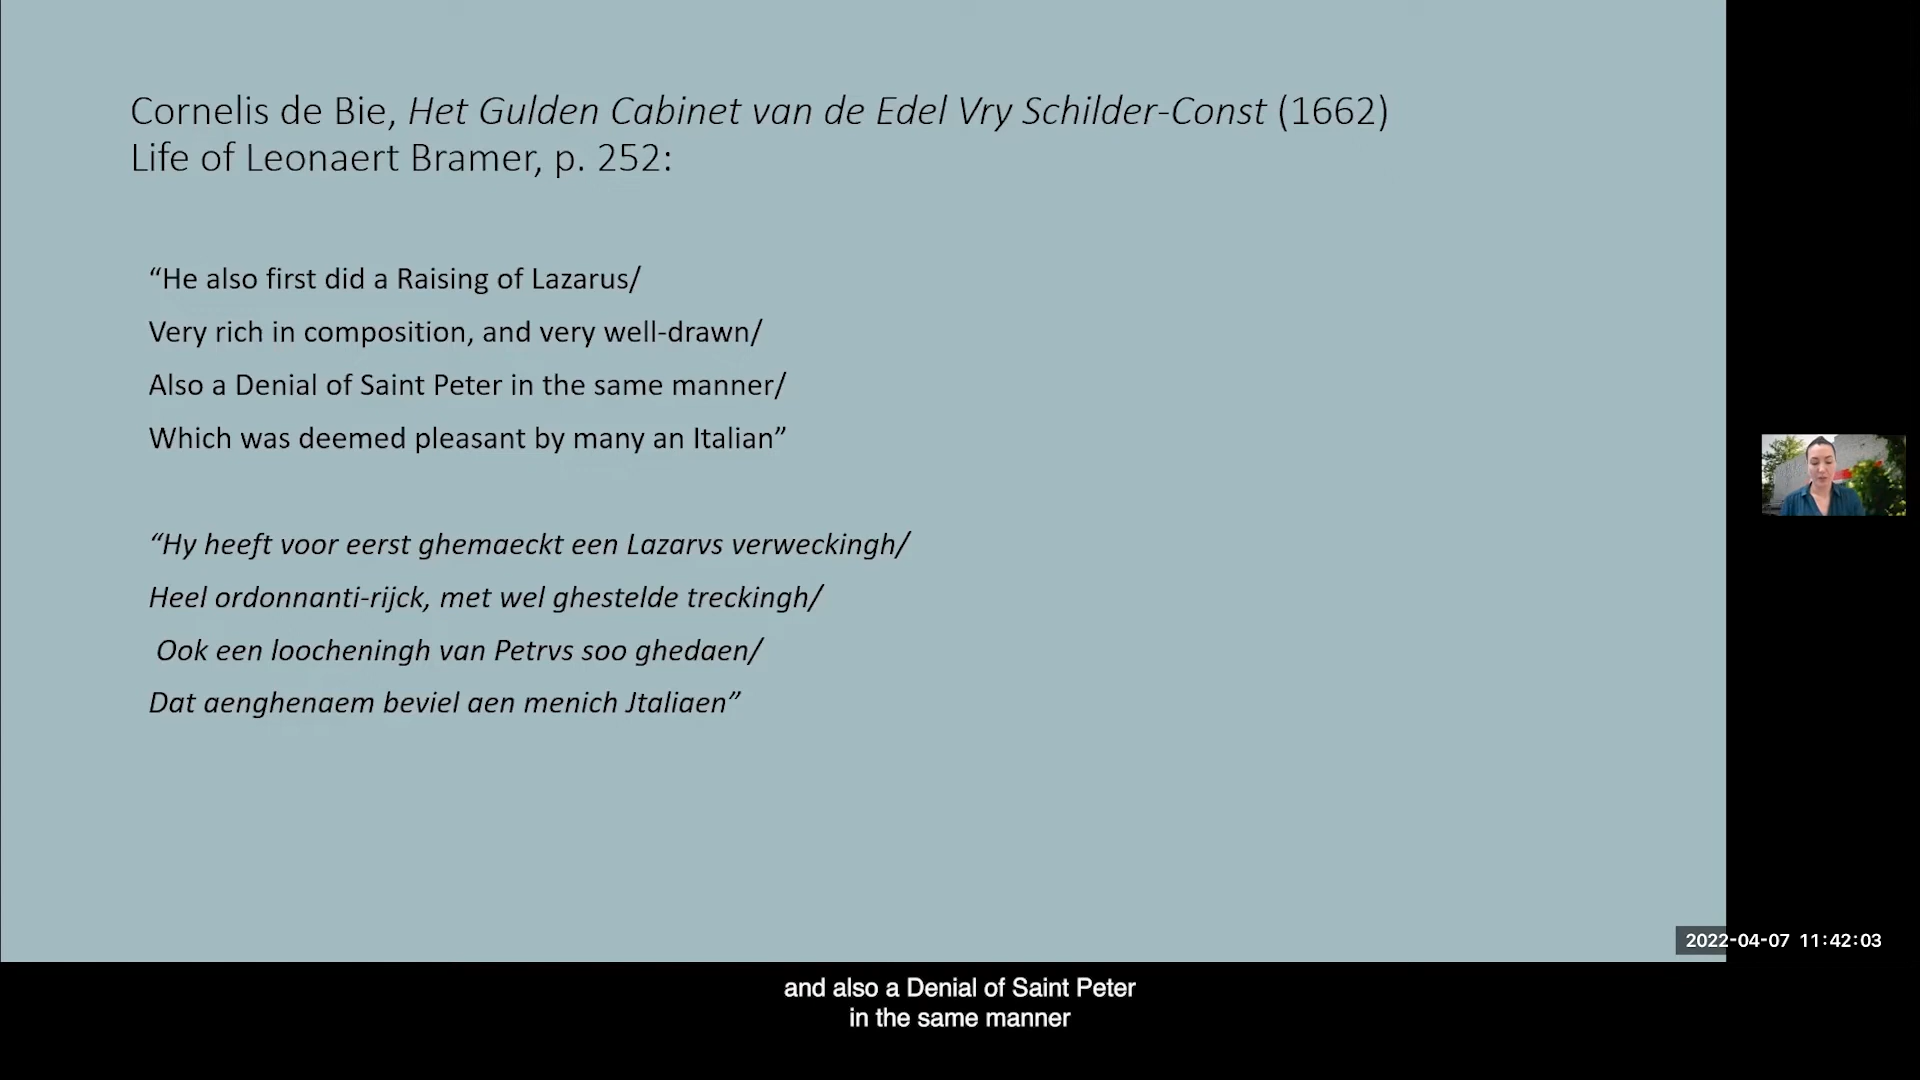 Cornelis de Bie, Het Gulden Cabinet van de Edel Vry Schilder-Const (1662)
Life of Leonaert Bramer, p. 252:
“He also first did a Raising of Lazarus/
Very rich in composition, and very well-drawn/
Also a Denial of Saint Peter in the same manner/
Which was deemed pleasant by many an Italian”
“Hy heeft voor eerst ghemaeckt een Lazarvs verweckingh/
Heel ordonnanti-rijck, met wel ghestelde treckingh/
Ook een loocheningh van Petrvs soo ghedaen/
Dat aenghenaem beviel aen menich Jtaliaen”
2022-04-07 11:42:03
and also a Denial of Saint Peter
in the same manner